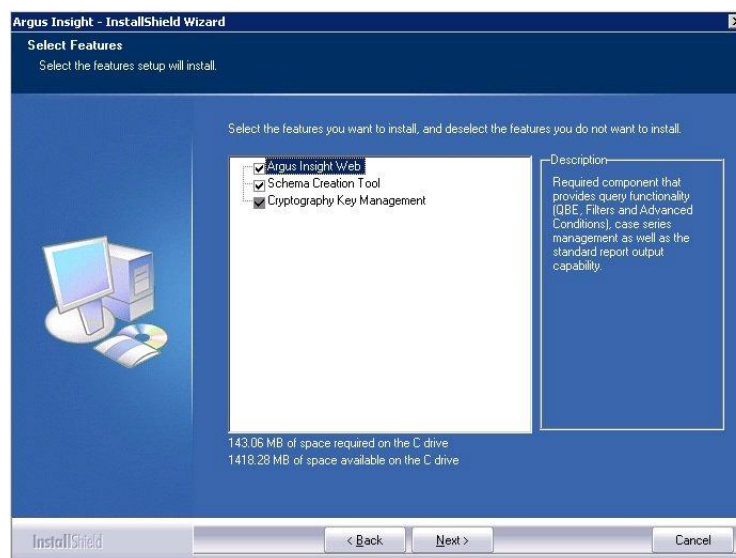 Argus Insight - InstallShield Wizard
Select Features
Select the features setup will install.
Select the features you want to install, and deselect the features you do not want to install.
Argus Insight Web
Schema Creation Tool
Cryptography Key Management
Description
Required component that
provides query functionality
(QBE, Filters and Advanced
Conditions), case series
management as well as the
standard report output
capability.
143.06 MB of space required on the C drive
1418.28 MB of space available on the C drive
InstallShield
< Back
Next >
Cancel